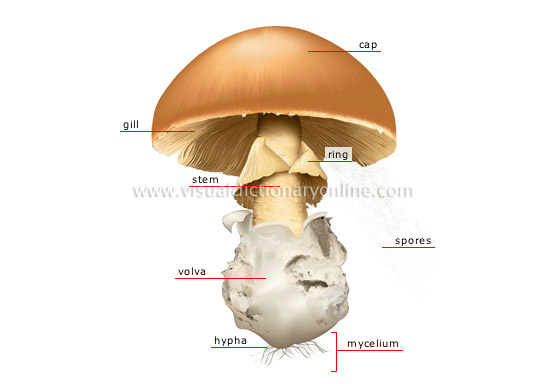 cap
gill
ring
stem
www.visualdictionaryonline.com
spores
volva
hypha
mycelium